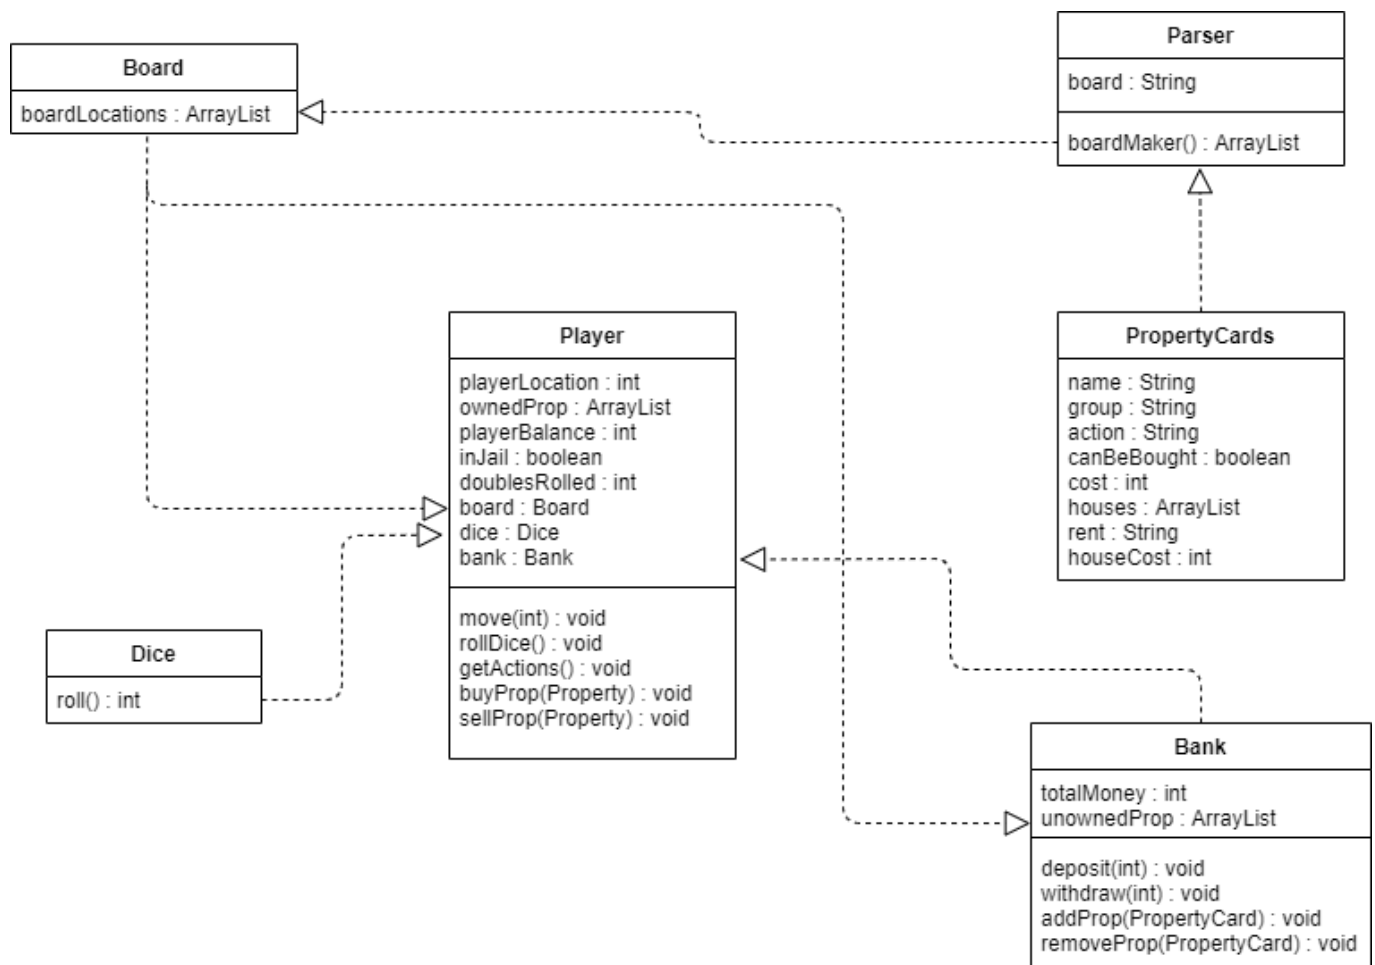 Board
boardLocations : ArrayList
Parser
board : String
boardMaker() : ArrayList
Player
playerLocation : int
ownedProp : ArrayList
playerBalance : int
inJail : boolean
doublesRolled : int
board : Board
dice : Dice
bank : Bank
move(int) : void
rollDice() : void
getActions() : void
buyProp(Property) : void
sellProp(Property) : void
PropertyCards
name : String
group : String
action : String
canBeBought : boolean
cost : int
houses : ArrayList
rent : String
houseCost : int
Dice
roll() : int
Bank
totalMoney : int
unownedProp : ArrayList
deposit(int) : void
withdraw(int) : void
addProp(PropertyCard) : void
removeProp(PropertyCard) : void